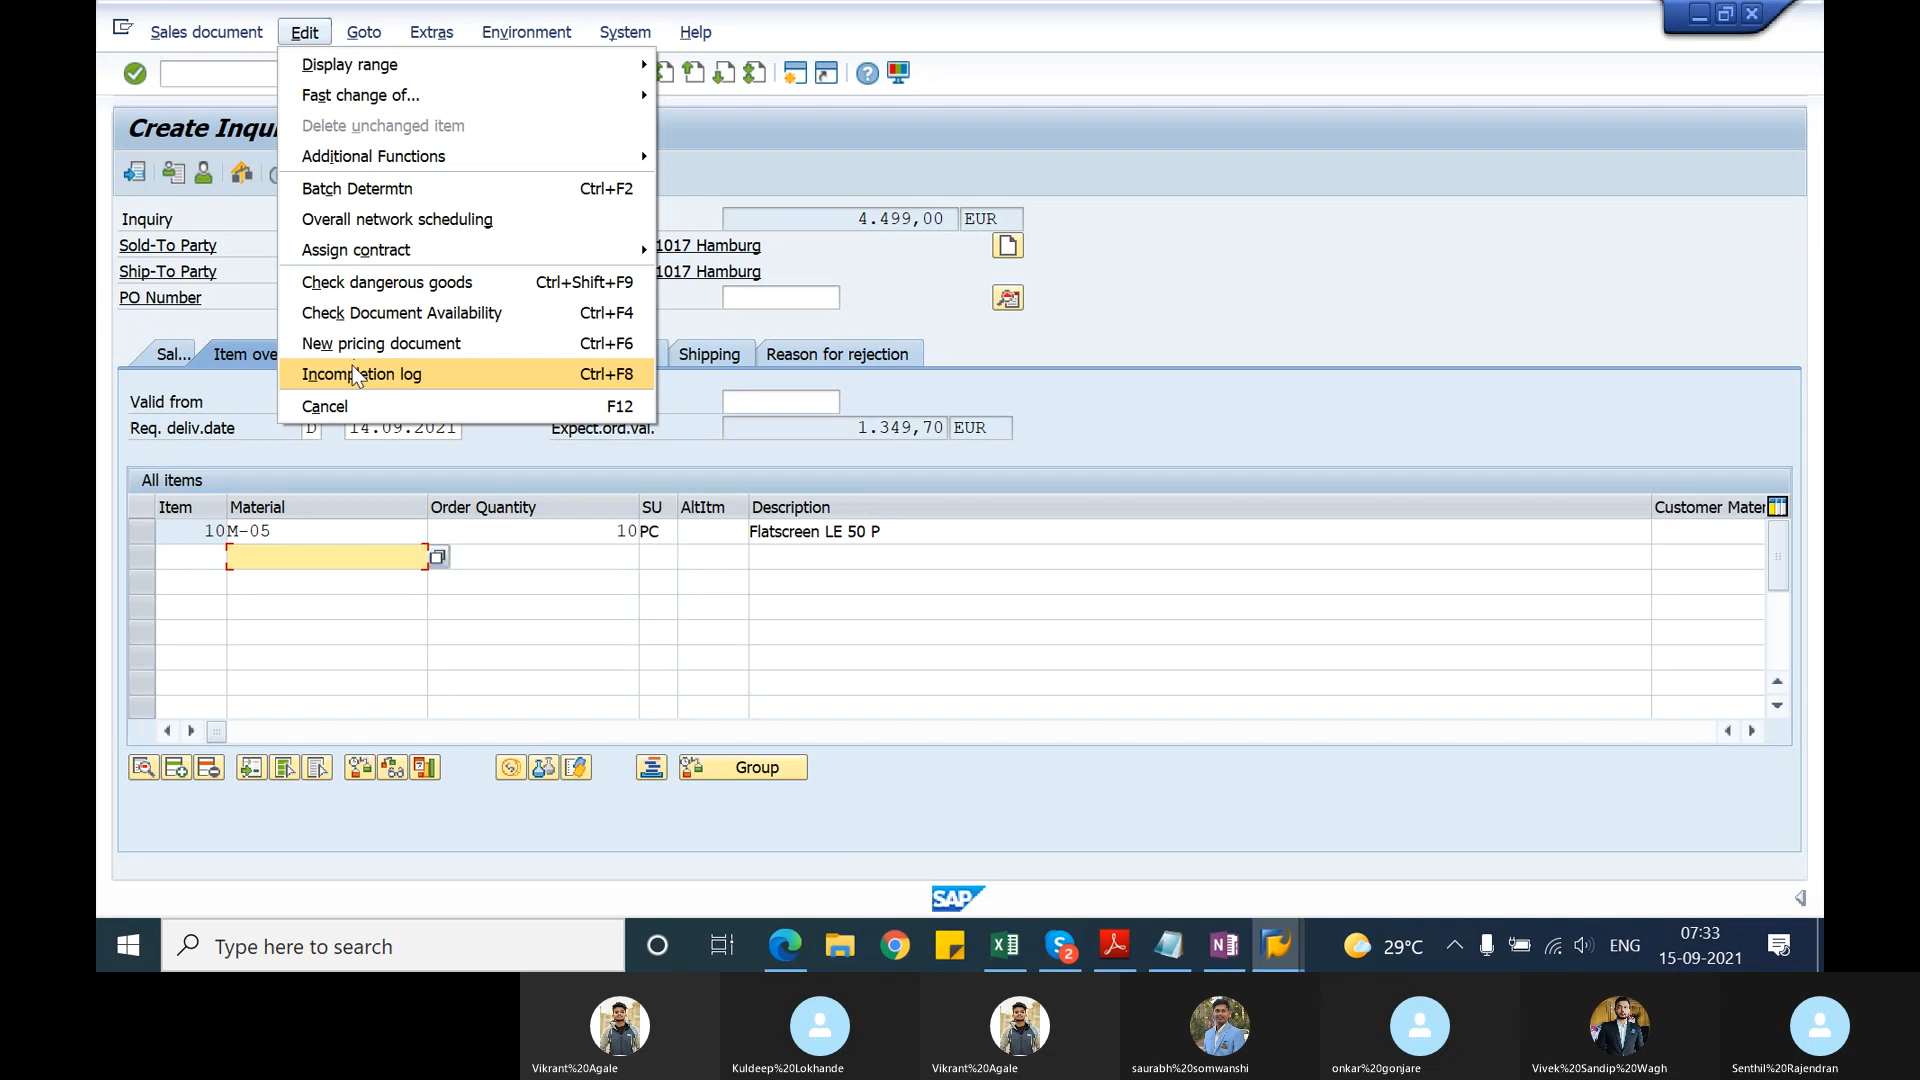 Sales document Edit Goto Extras Environment System Help
Display range
Fast change of...
Delete unchanged item
Create Inqu
Additional Functions
Batch Determtn Ctrl+F2
Overall network scheduling
Inquiry 4.499,00 EUR
Assign contract
Sold-To Party 1017 Hamburg
Ship-To Party 1017 Hamburg
Check dangerous goods Ctrl+Shift+F9
PO Number
Check Document Availability Ctrl+F4
New pricing document Ctrl+F6
Sal... Item ove Shipping Reason for rejection
Incompletion log Ctrl+F8
Valid from
Cancel F12
Req. deliv.date D 14.09.2021 Expect.ord.val. 1.349,70 EUR
All items
Item Material Order Quantity SU AltItm Description Customer Mater
10 M-05 10 PC Flatscreen LE 50 P
Group
SAP
Type here to search
2
29°C
ENG
07:33
15-09-2021
Vikrant%20Agale Kuldeep%20Lokhande Vikrant%20Agale saurabh%20somwanshi onkar%20gonjare Vivek%20Sandip%20Wagh Senthil%20Rajendran